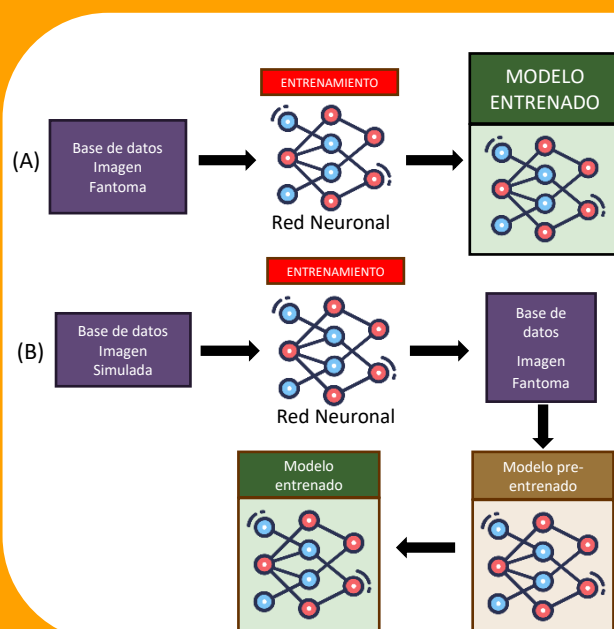 ENTRENAMIENTO
MODELO
ENTRENADO
(A)
Base de datos
Imagen
Fantoma
Red Neuronal
ENTRENAMIENTO
(B)
Base de datos
Imagen
Simulada
Red Neuronal
Base de
datos
Imagen
Fantoma
Modelo
entrenado
Modelo pre-
entrenado